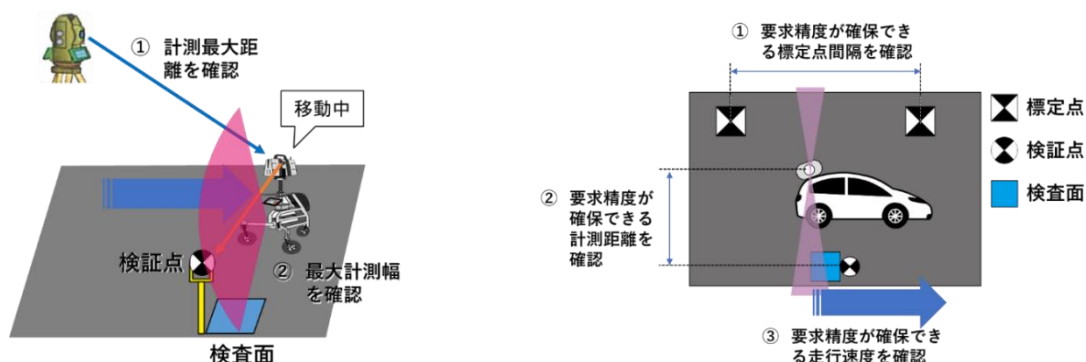 ① 計測最大距
離を確認
移動中
検証点
② 最大計測幅
を確認
検査面
① 要求精度が確保でき
る標定点間隔を確認
標定点
検証点
検査面
② 要求精度が
確保できる
計測距離を
確認
③ 要求精度が確保でき
る走行速度を確認